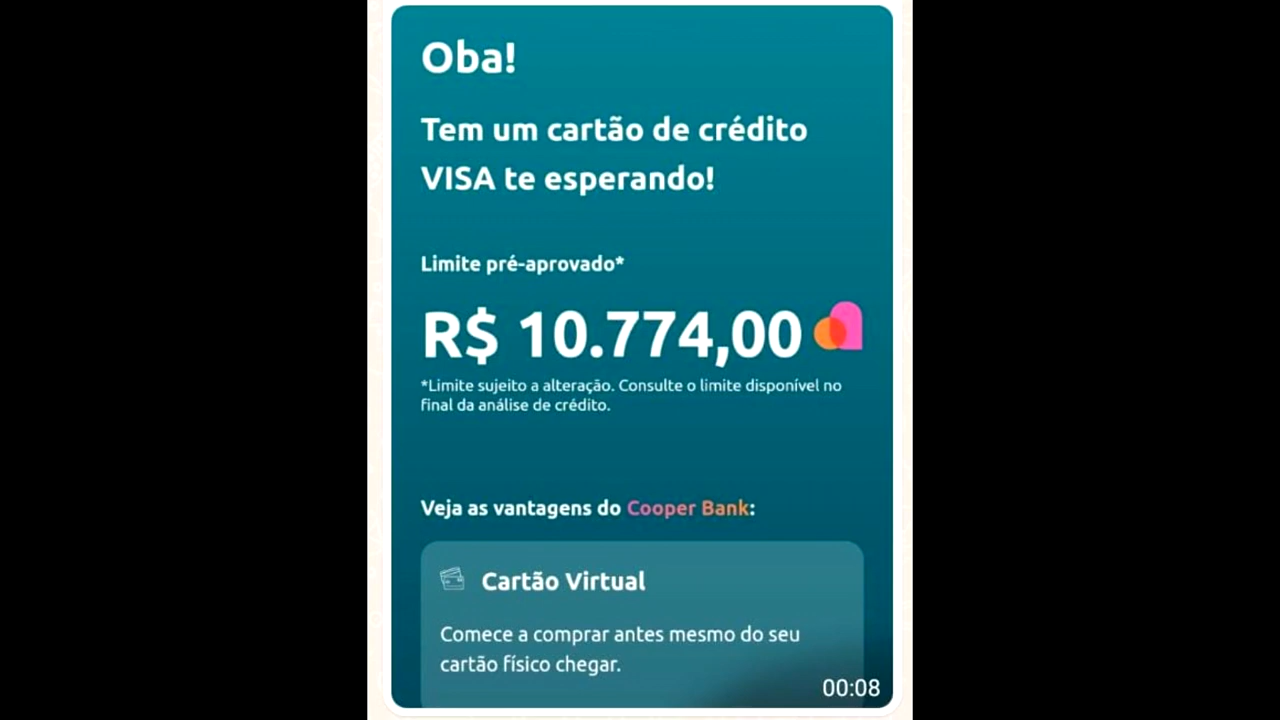 Oba!
Tem um cartão de crédito
VISA te esperando!
Limite pré-aprovado*
R$ 10.774,00
*Limite sujeito a alteração. Consulte o limite disponível no
final da análise de crédito.
Veja as vantagens do Cooper Bank:
Cartão Virtual
Comece a comprar antes mesmo do seu
cartão físico chegar.
00:08